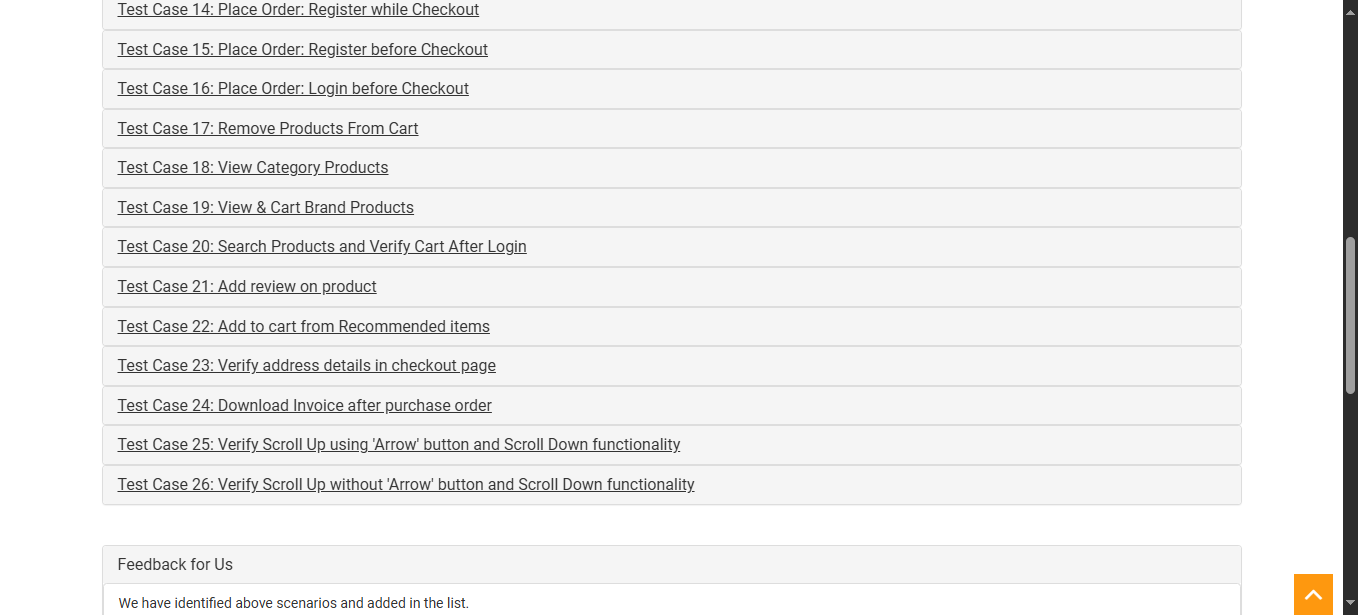 Test Case 14: Place Order: Register while Checkout
Test Case 15: Place Order: Register before Checkout
Test Case 16: Place Order: Login before Checkout
Test Case 17: Remove Products From Cart
Test Case 18: View Category Products
Test Case 19: View & Cart Brand Products
Test Case 20: Search Products and Verify Cart After Login
Test Case 21: Add review on product
Test Case 22: Add to cart from Recommended items
Test Case 23: Verify address details in checkout page
Test Case 24: Download Invoice after purchase order
Test Case 25: Verify Scroll Up using 'Arrow' button and Scroll Down functionality
Test Case 26: Verify Scroll Up without 'Arrow' button and Scroll Down functionality
Feedback for Us
We have identified above scenarios and added in the list.